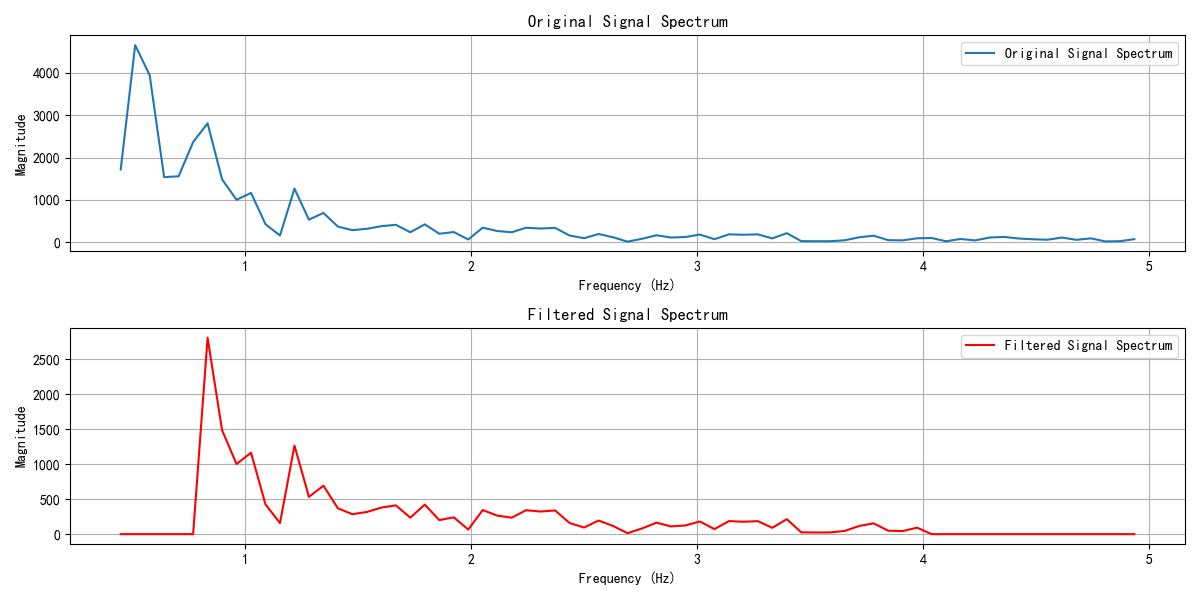 Original Signal Spectrum
Original Signal Spectrum
Magnitude
4000
3000
2000
1000
0
1 2 3 4 5
Frequency (Hz)
Filtered Signal Spectrum
Filtered Signal Spectrum
Magnitude
2500
2000
1500
1000
500
0
1 2 3 4 5
Frequency (Hz)